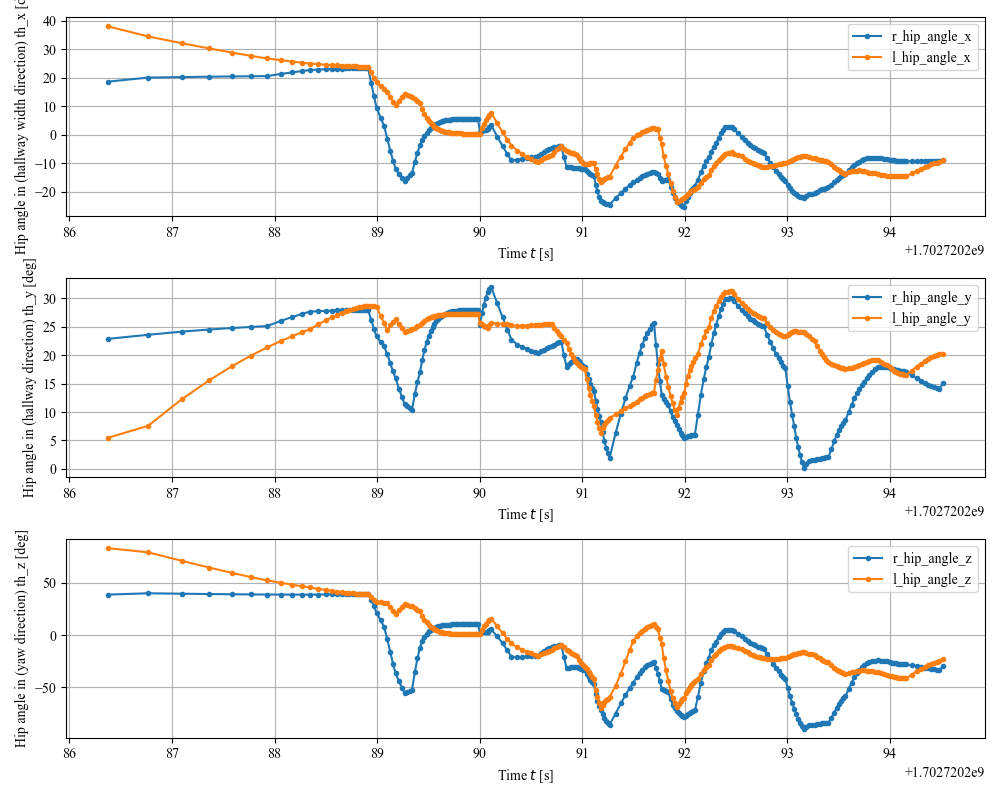 Hip angle in (hallway width direction) th_x
40
30
20
10
0
−10
−20
r_hip_angle_x
l_hip_angle_x
86 87 88 89 90 91 92 93 94
Time t [s]
+1.7027202e9
Hip angle in (hallway direction) th_y [deg]
30
25
20
15
10
5
0
r_hip_angle_y
l_hip_angle_y
86 87 88 89 90 91 92 93 94
Time t [s]
+1.7027202e9
Hip angle in (yaw direction) th_z [deg]
50
0
−50
r_hip_angle_z
l_hip_angle_z
86 87 88 89 90 91 92 93 94
Time t [s]
+1.7027202e9